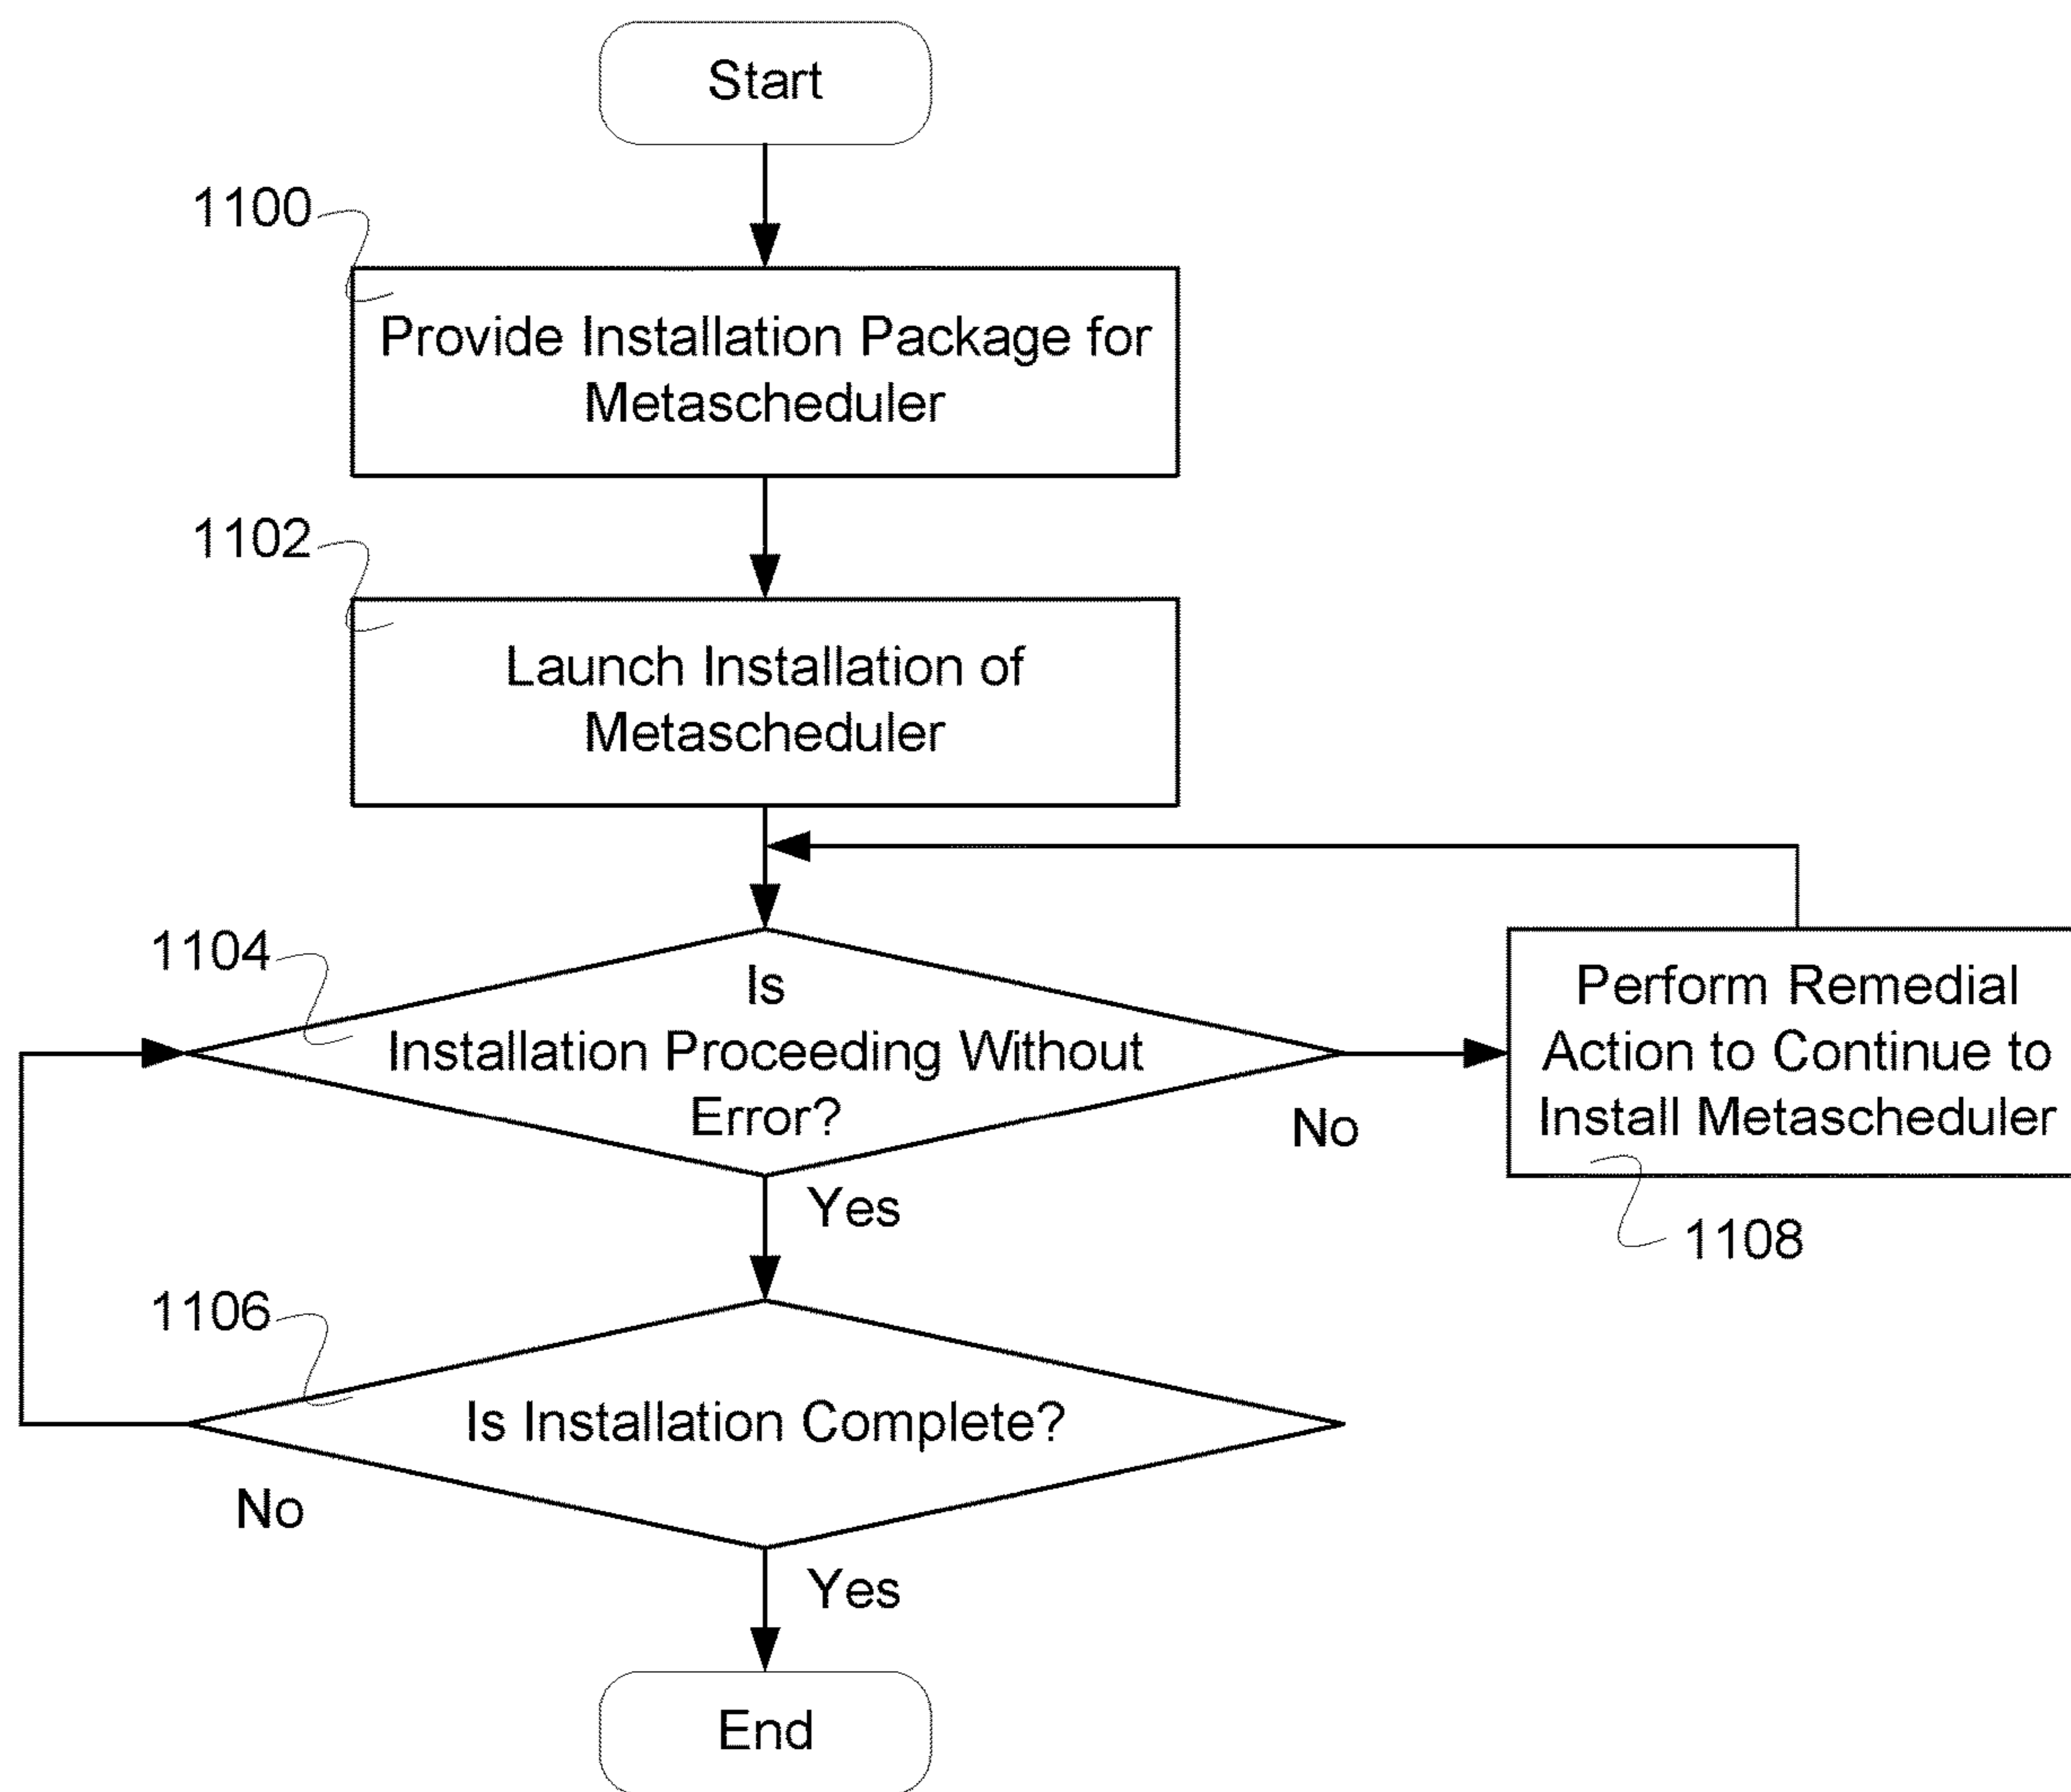 Start
1100
Provide Installation Package for
Metascheduler
1102
Launch Installation of
Metascheduler
1104
Is
Installation Proceeding Without
Error?
No
Perform Remedial
Action to Continue to
Install Metascheduler
1108
Yes
1106
Is Installation Complete?
No
Yes
End